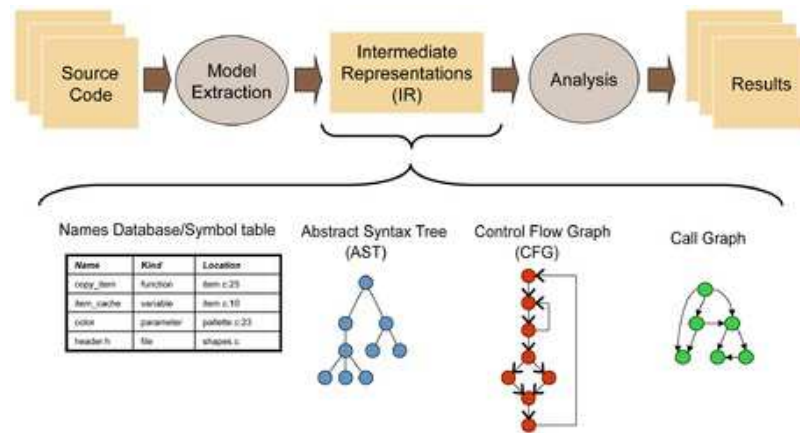 Source
Code
Model
Extraction
Intermediate
Representations
(IR)
Analysis
Results
Names Database/Symbol table
Abstract Syntax Tree
(AST)
Control Flow Graph
(CFG)
Call Graph
Name Kind Location
copy_item function item.c:25
item_cache variable item.c:10
color parameter pallette.c:23
header.h file shapes.c